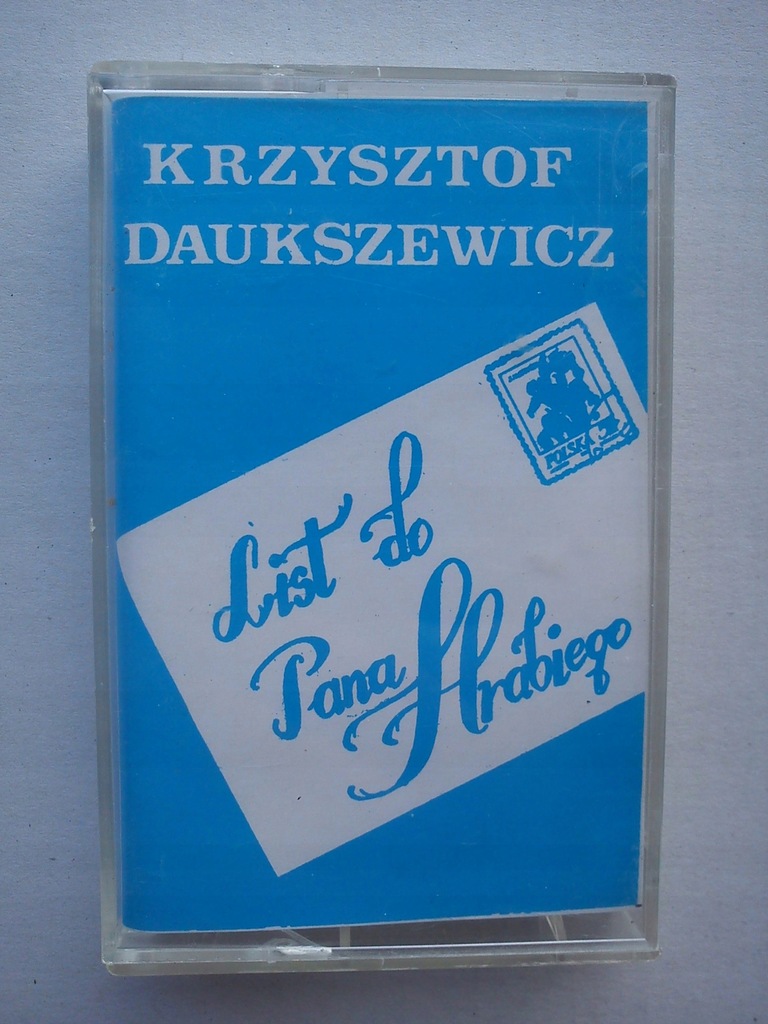 KRZYSZTOF
DAUKSZEWICZ
POLSKA
List do
Pana Hrabiego